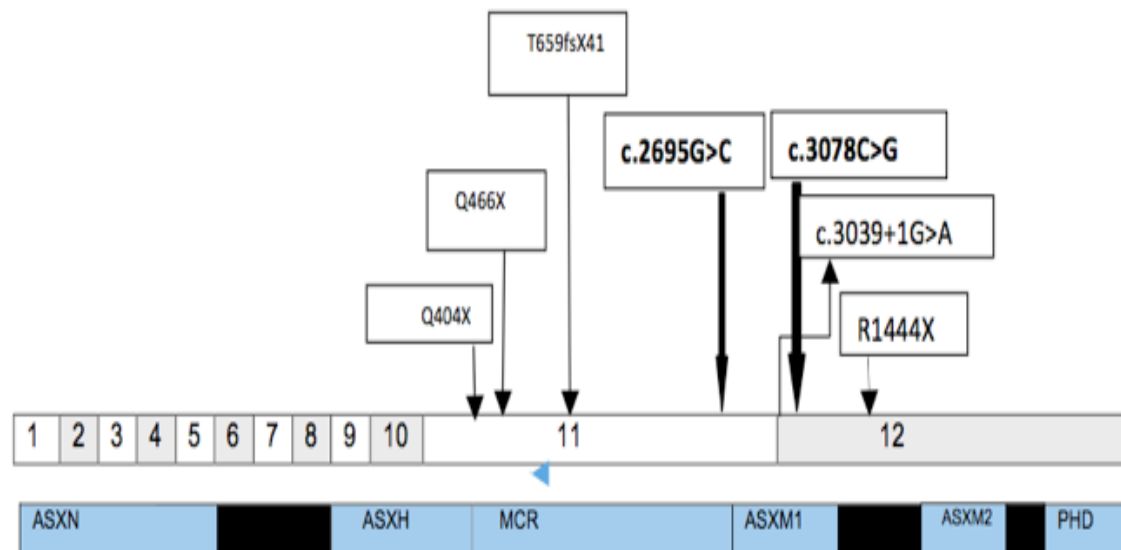 T659fsX41
c.2695G>C
c.3078C>G
Q466X
c.3039+1G>A
Q404X
R1444X
1 2 3 4 5 6 7 8 9 10 11 12
ASXN ASXH MCR ASXM1 ASXM2 PHD